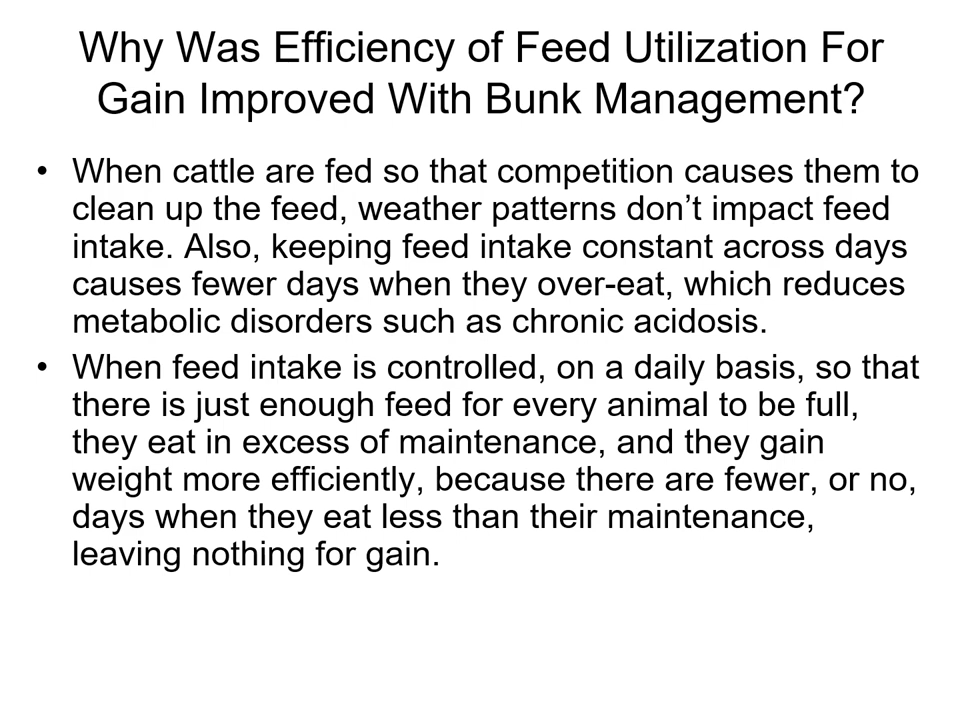 Why Was Efficiency of Feed Utilization For
Gain Improved With Bunk Management?
• When cattle are fed so that competition causes them to
clean up the feed, weather patterns don’t impact feed
intake. Also, keeping feed intake constant across days
causes fewer days when they over-eat, which reduces
metabolic disorders such as chronic acidosis.
• When feed intake is controlled, on a daily basis, so that
there is just enough feed for every animal to be full,
they eat in excess of maintenance, and they gain
weight more efficiently, because there are fewer, or no,
days when they eat less than their maintenance,
leaving nothing for gain.